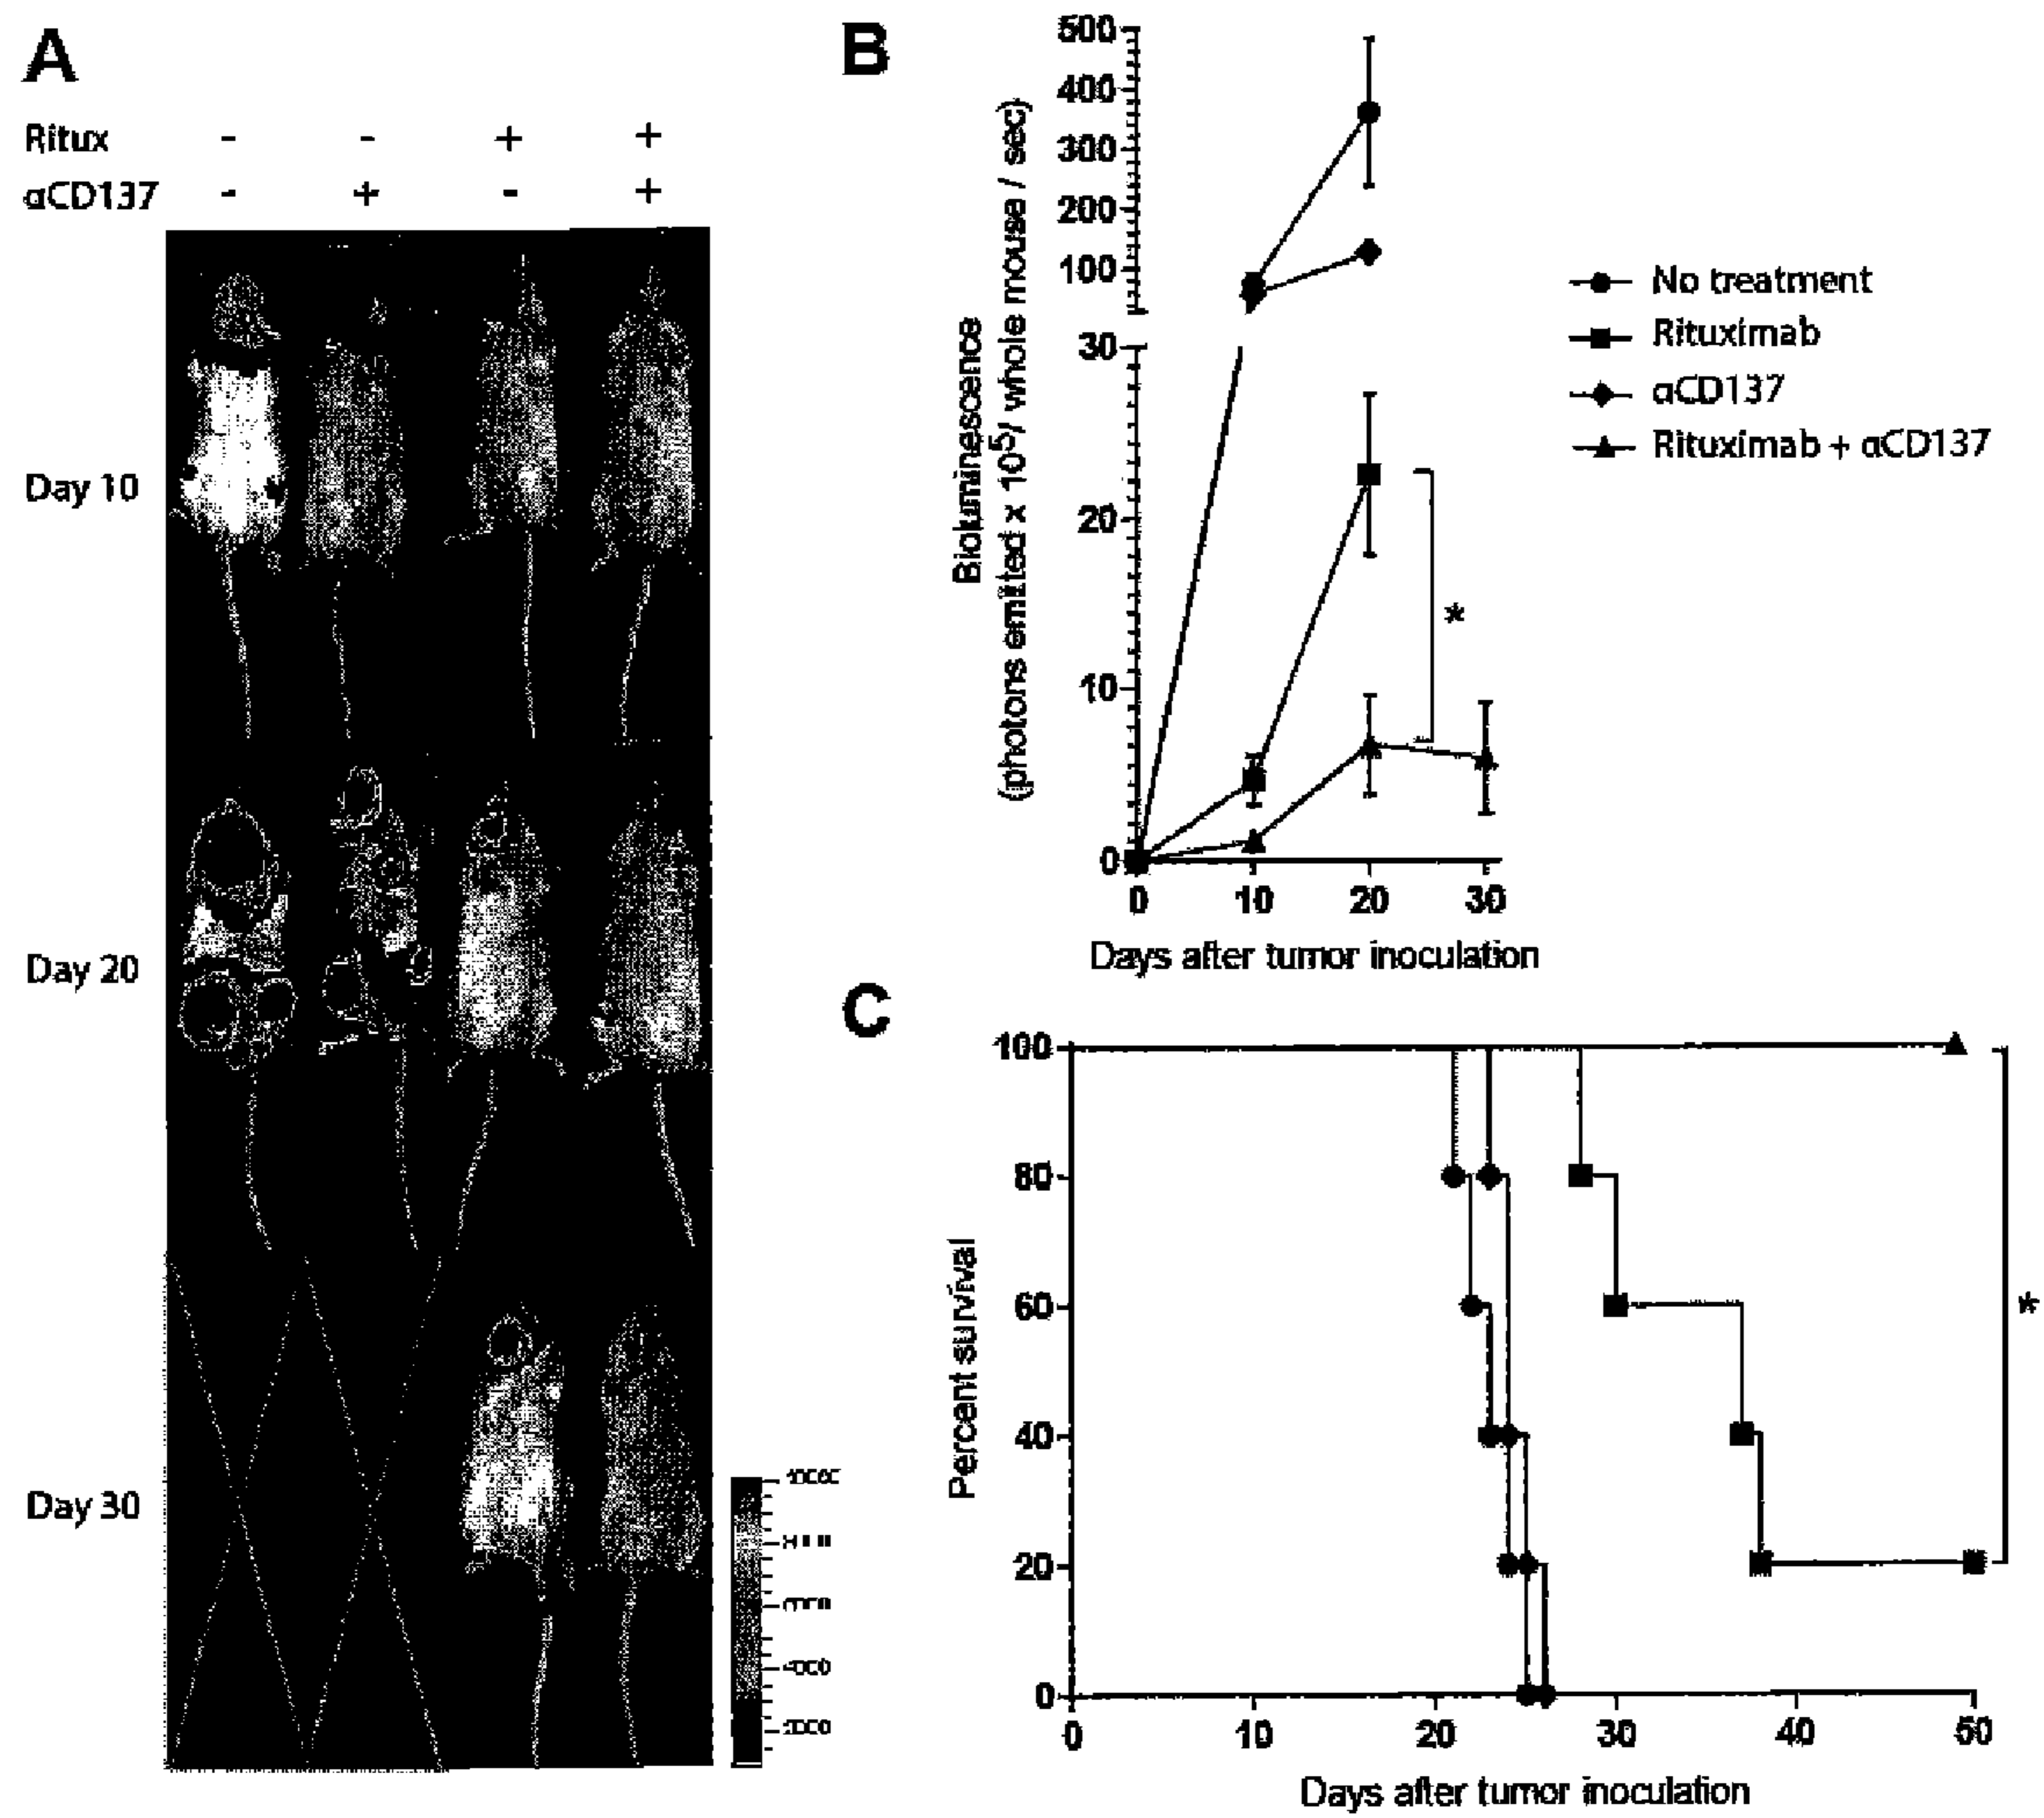 A
Ritux - - + +
αCD137 - + - +
Day 10
Day 20
Day 30
4000
B
Bioluminescence
(photons emitted x 10⁵/ whole mouse / sec)
500
400
300
200
100
30
20
10
0
0 10 20 30
Days after tumor inoculation
No treatment
Rituximab
αCD137
Rituximab + αCD137
*
C
Percent survival
100
80
60
40
20
0
0 10 20 30 40 50
Days after tumor inoculation
*